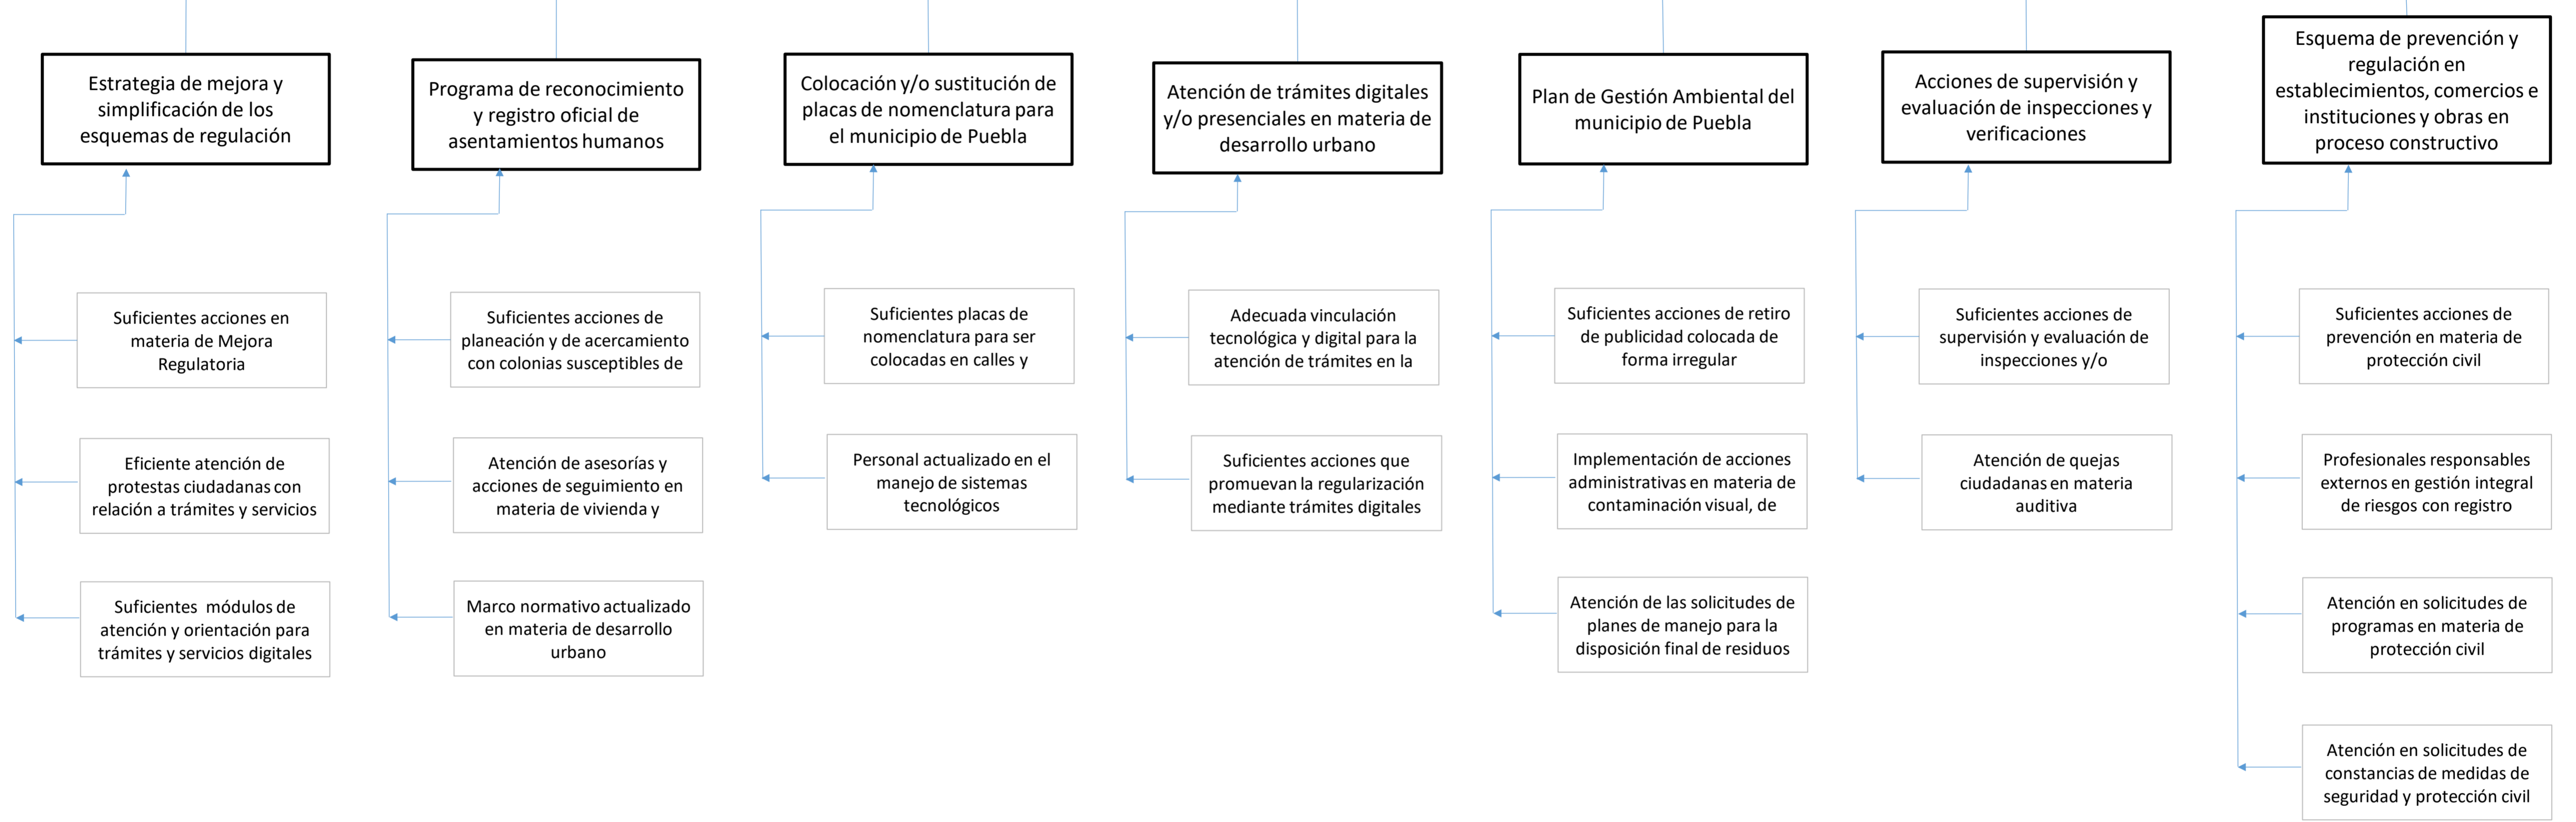 Estrategia de mejora y
simplificación de los
esquemas de regulación
Suficientes acciones en
materia de Mejora
Regulatoria
Eficiente atención de
protestas ciudadanas con
relación a trámites y servicios
Suficientes  módulos de
atención y orientación para
trámites y servicios digitales
Programa de reconocimiento
y registro oficial de
asentamientos humanos
Suficientes acciones de
planeación y de acercamiento
con colonias susceptibles de
Atención de asesorías y
acciones de seguimiento en
materia de vivienda y
Marco normativo actualizado
en materia de desarrollo
urbano
Colocación y/o sustitución de
placas de nomenclatura para
el municipio de Puebla
Suficientes placas de
nomenclatura para ser
colocadas en calles y
Personal actualizado en el
manejo de sistemas
tecnológicos
Atención de trámites digitales
y/o presenciales en materia de
desarrollo urbano
Adecuada vinculación
tecnológica y digital para la
atención de trámites en la
Suficientes acciones que
promuevan la regularización
mediante trámites digitales
Plan de Gestión Ambiental del
municipio de Puebla
Suficientes acciones de retiro
de publicidad colocada de
forma irregular
Implementación de acciones
administrativas en materia de
contaminación visual, de
Atención de las solicitudes de
planes de manejo para la
disposición final de residuos
Acciones de supervisión y
evaluación de inspecciones y
verificaciones
Suficientes acciones de
supervisión y evaluación de
inspecciones y/o
Atención de quejas
ciudadanas en materia
auditiva
Esquema de prevención y
regulación en
establecimientos, comercios e
instituciones y obras en
proceso constructivo
Suficientes acciones de
prevención en materia de
protección civil
Profesionales responsables
externos en gestión integral
de riesgos con registro
Atención en solicitudes de
programas en materia de
protección civil
Atención en solicitudes de
constancias de medidas de
seguridad y protección civil